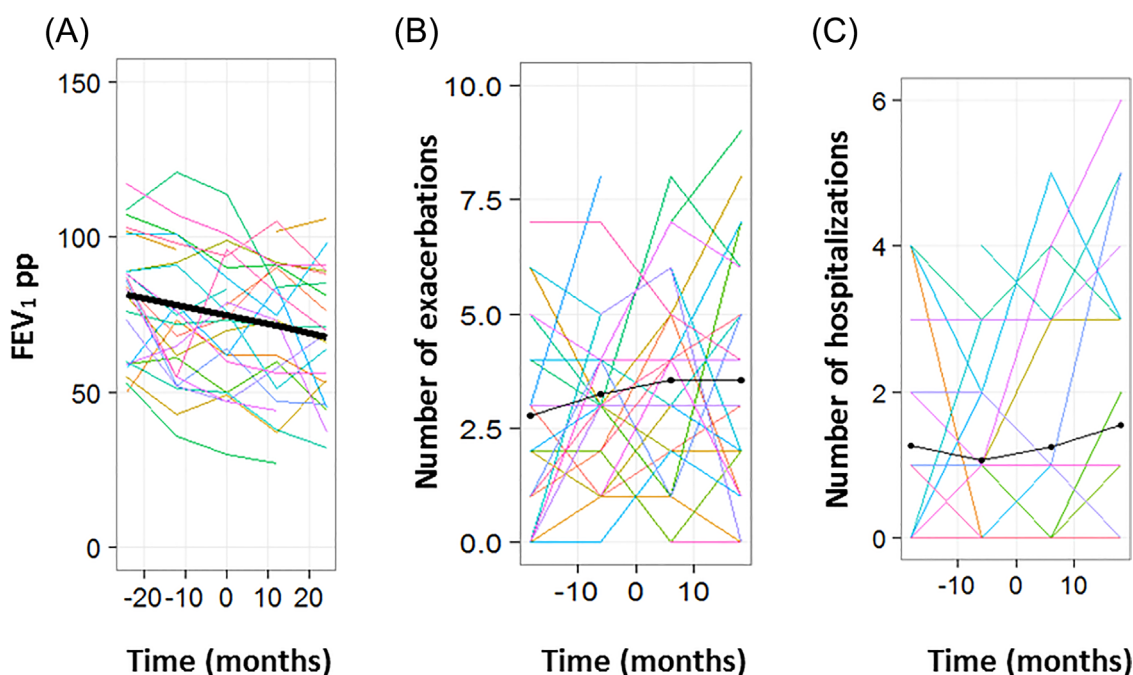 (A)
FEV1 pp
150
100
50
0
-20 -10 0 10 20
Time (months)
(B)
Number of exacerbations
10.0
7.5
5.0
2.5
0.0
-10 0 10
Time (months)
(C)
Number of hospitalizations
6
4
2
0
-10 0 10
Time (months)